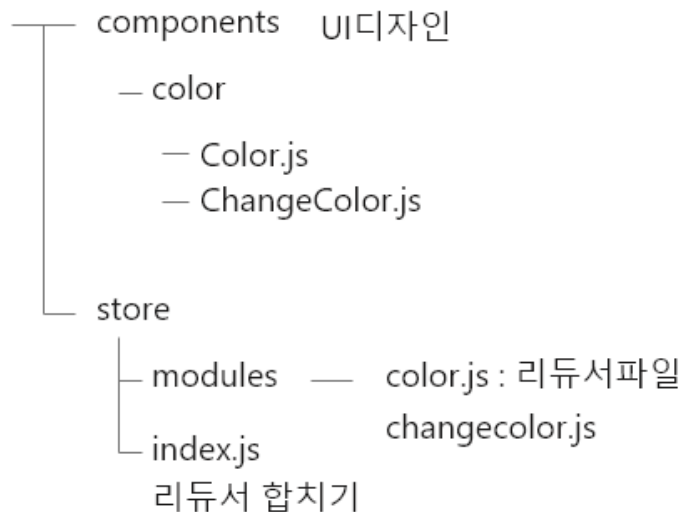 components UI디자인
color
Color.js
ChangeColor.js
store
modules color.js : 리듀서파일
changecolor.js
index.js
리듀서 합치기